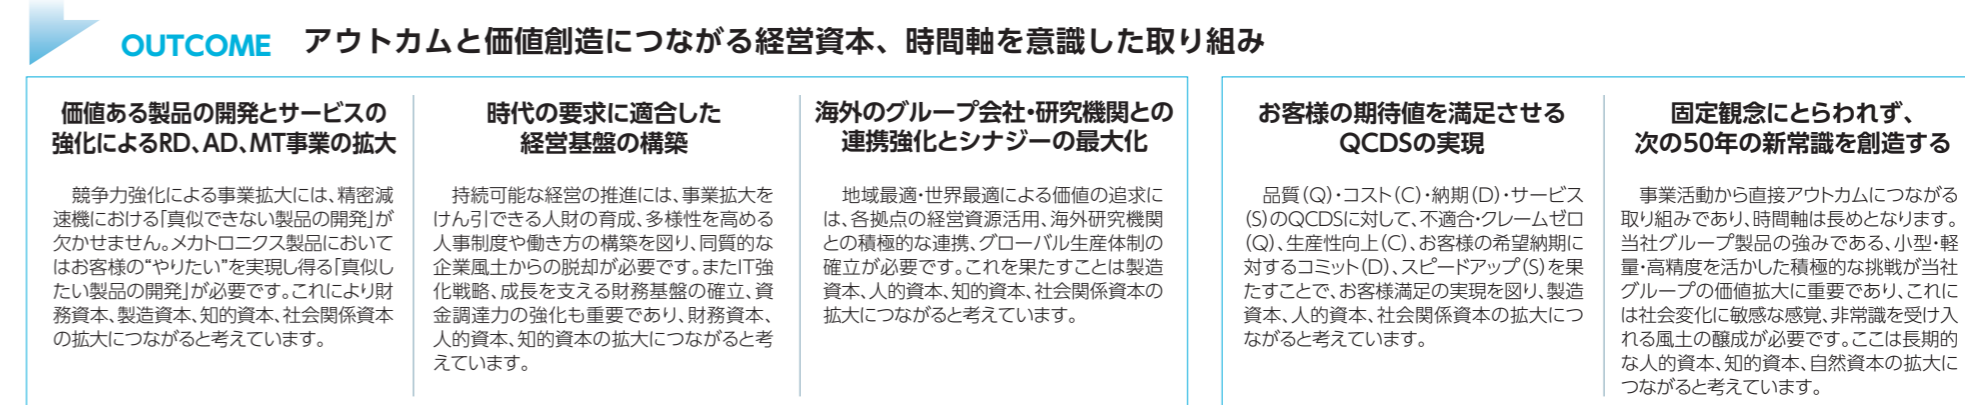 OUTCOME アウトカムと価値創造につながる経営資本、時間軸を意識した取り組み
価値ある製品の開発とサービスの
強化によるRD、AD、MT事業の拡大
競争力強化による事業拡大には、精密減
速機における「真似できない製品の開発」が
欠かせません。メカトロニクス製品において
はお客様の“やりたい”を実現し得る「真似し
たい製品の開発」が必要です。これにより財
務資本、製造資本、知的資本、社会関係資本
の拡大につながると考えています。
時代の要求に適合した
経営基盤の構築
持続可能な経営の推進には、事業拡大を
けん引できる人財の育成、多様性を高める
人事制度や働き方の構築を図り、同質的な
企業風土からの脱却が必要です。またIT強
化戦略、成長を支える財務基盤の確立、資
金調達力の強化も重要であり、財務資本、
人的資本、知的資本の拡大につながると考
えています。
海外のグループ会社・研究機関との
連携強化とシナジーの最大化
地域最適・世界最適による価値の追求に
は、各拠点の経営資源活用、海外研究機関
との積極的な連携、グローバル生産体制の
確立が必要です。これを果たすことは製造
資本、人的資本、知的資本、社会関係資本の
拡大につながると考えています。
お客様の期待値を満足させる
QCDSの実現
品質(Q)・コスト(C)・納期(D)・サービス
(S)のQCDSに対して、不適合・クレームゼロ
(Q)、生産性向上(C)、お客様の希望納期に
対するコミット(D)、スピードアップ(S)を果
たすことで、お客様満足の実現を図り、製造
資本、人的資本、社会関係資本の拡大につ
ながると考えています。
固定観念にとらわれず、
次の50年の新常識を創造する
事業活動から直接アウトカムにつながる
取り組みであり、時間軸は長めとなります。
当社グループ製品の強みである、小型・軽
量・高精度を活かした積極的な挑戦が当社
グループの価値拡大に重要であり、これに
は社会変化に敏感な感覚、非常識を受け入
れる風土の醸成が必要です。ここは長期的
な人的資本、知的資本、自然資本の拡大に
つながると考えています。